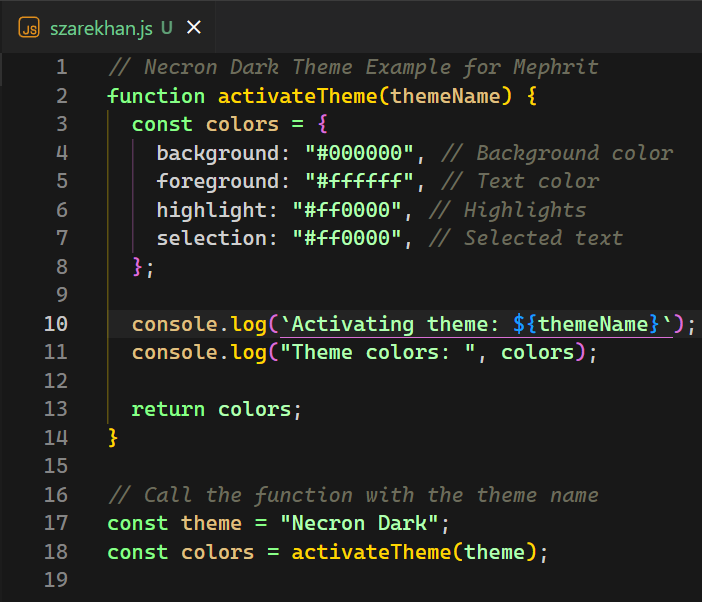 JS szarekhan.js U ×
1 // Necron Dark Theme Example for Mephrit
2 function activateTheme(themeName) {
3   const colors = {
4     background: "#000000", // Background color
5     foreground: "#ffffff", // Text color
6     highlight: "#ff0000", // Highlights
7     selection: "#ff0000", // Selected text
8   };
9
10   console.log(`Activating theme: ${themeName}`);
11   console.log("Theme colors: ", colors);
12
13   return colors;
14 }
15
16 // Call the function with the theme name
17 const theme = "Necron Dark";
18 const colors = activateTheme(theme);
19